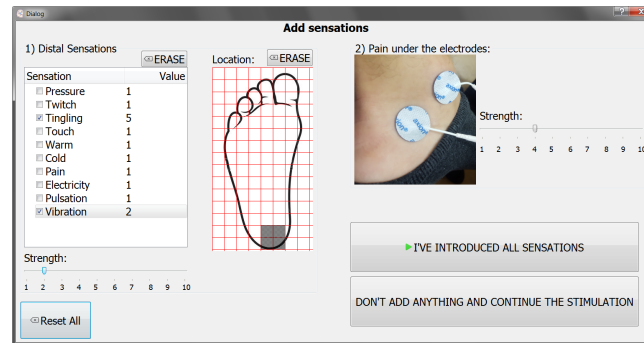 Dialog
Add sensations
1) Distal Sensations
ERASE
Sensation Value
Pressure 1
Twitch 1
Tingling 5
Touch 1
Warm 1
Cold 1
Pain 1
Electricity 1
Pulsation 1
Vibration 2
Strength:
1 2 3 4 5 6 7 8 9 10
Reset All
Location:
ERASE
2) Pain under the electrodes:
Strength:
1 2 3 4 5 6 7 8 9 10
I'VE INTRODUCED ALL SENSATIONS
DON'T ADD ANYTHING AND CONTINUE THE STIMULATION